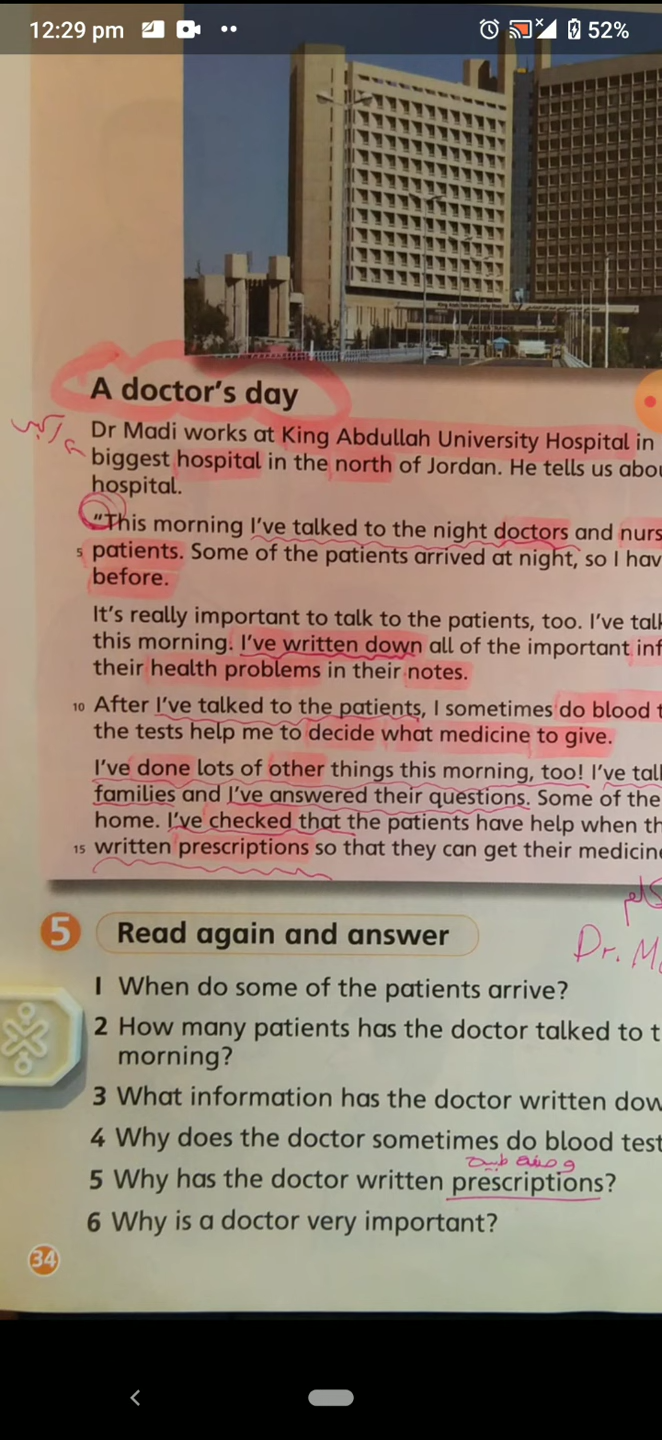 12:29 pm
52%
A doctor's day
Dr Madi works at King Abdullah University Hospital in
biggest hospital in the north of Jordan. He tells us abou
hospital.
"This morning I've talked to the night doctors and nurs
5 patients. Some of the patients arrived at night, so I hav
before.
It's really important to talk to the patients, too. I've talk
this morning. I've written down all of the important inf
their health problems in their notes.
10 After I've talked to the patients, I sometimes do blood t
the tests help me to decide what medicine to give.
I've done lots of other things this morning, too! I've tall
families and I've answered their questions. Some of the
home. I've checked that the patients have help when th
15 written prescriptions so that they can get their medicine
Dr. Ma
5 Read again and answer
1 When do some of the patients arrive?
2 How many patients has the doctor talked to t
morning?
3 What information has the doctor written dow
4 Why does the doctor sometimes do blood test
وصفة طبية
5 Why has the doctor written prescriptions?
6 Why is a doctor very important?
34